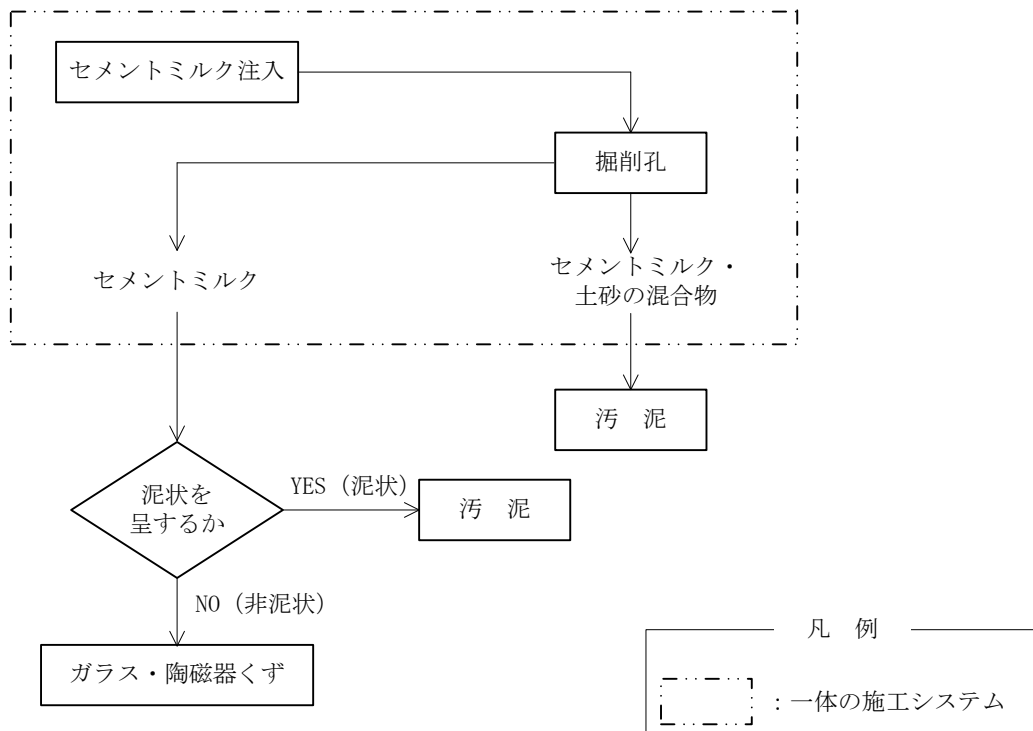 セメントミルク注入
掘削孔
セメントミルク
セメントミルク・
土砂の混合物
汚　泥
泥状を
呈するか
YES（泥状）
汚　泥
NO（非泥状）
ガラス・陶磁器くず
凡　例
：一体の施工システム